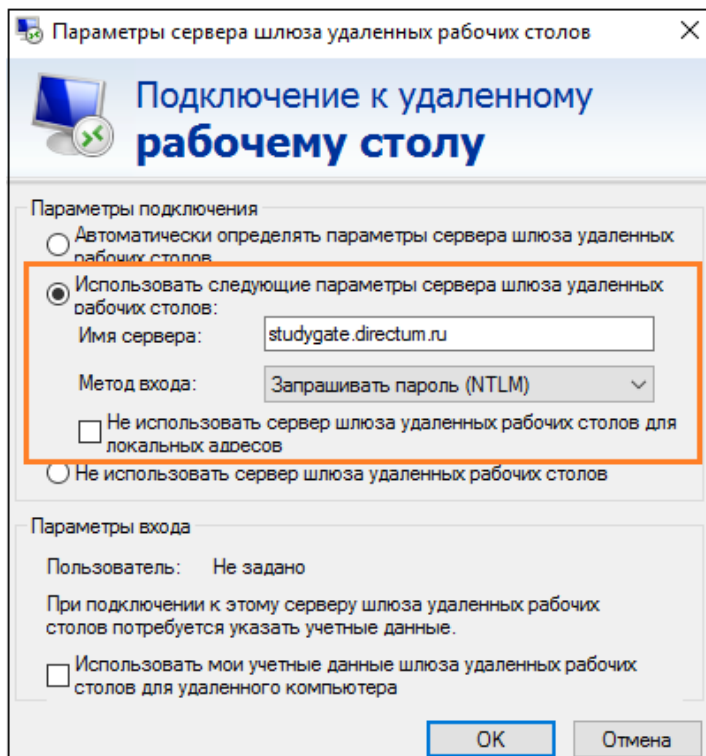 Параметры сервера шлюза удаленных рабочих столов
Подключение к удаленному
рабочему столу
Параметры подключения
Автоматически определять параметры сервера шлюза удаленных
рабочих столов
Использовать следующие параметры сервера шлюза удаленных
рабочих столов:
Имя сервера: studygate.directum.ru
Метод входа: Запрашивать пароль (NTLM)
Не использовать сервер шлюза удаленных рабочих столов для
локальных адресов
Не использовать сервер шлюза удаленных рабочих столов
Параметры входа
Пользователь: Не задано
При подключении к этому серверу шлюза удаленных рабочих
столов потребуется указать учетные данные.
Использовать мои учетные данные шлюза удаленных рабочих
столов для удаленного компьютера
OK Отмена